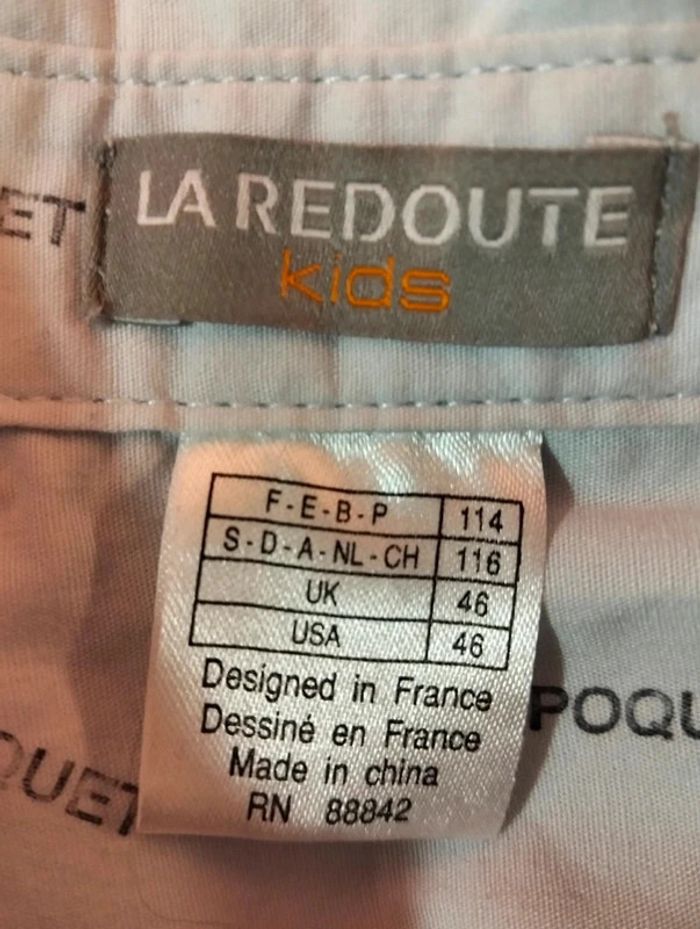 ET
LA REDOUTE
kids
F - E - B - P 114
S - D - A - NL - CH 116
UK 46
USA 46
Designed in France
Dessiné en France
POQU
Made in china
QUET
RN 88842